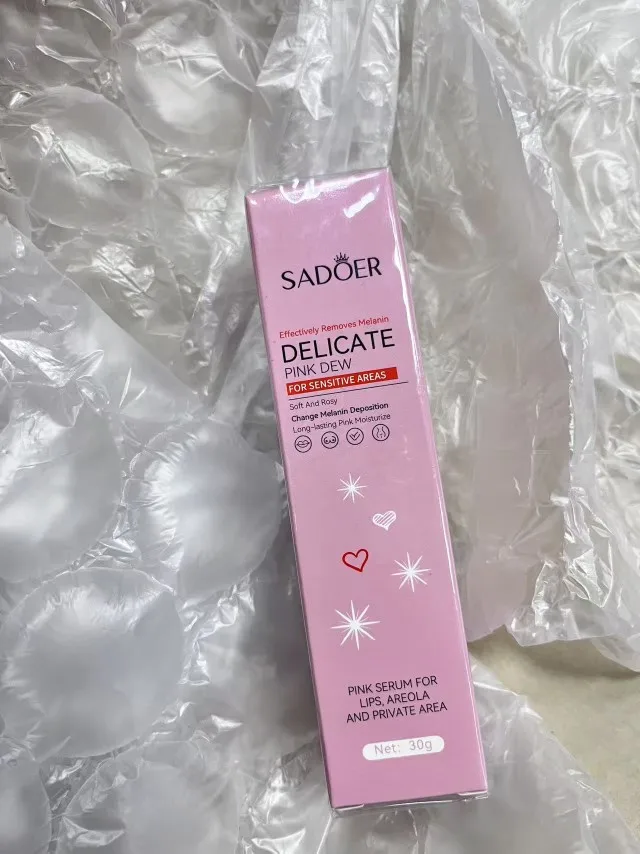 SADOER
Effectively Removes Melanin
DELICATE
PINK DEW
FOR SENSITIVE AREAS
Soft And Rosy
Change Melanin Deposition
Long-lasting Pink Moisturize
PINK SERUM FOR
LIPS, AREOLA
AND PRIVATE AREA
Net: 30g